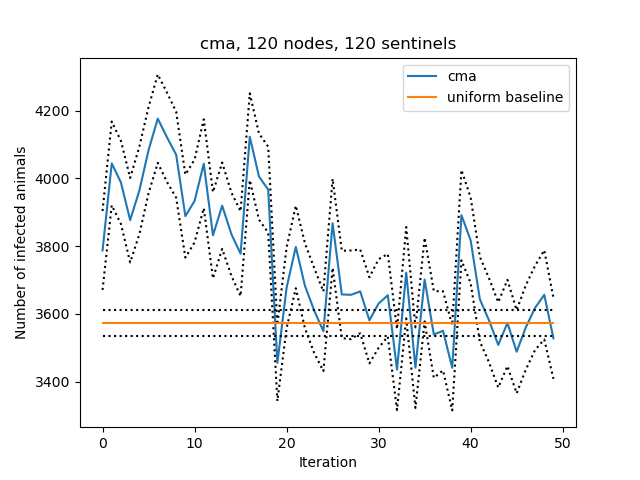 cma, 120 nodes, 120 sentinels
cma
uniform baseline
Number of infected animals
4200
4000
3800
3600
3400
0 10 20 30 40 50
Iteration